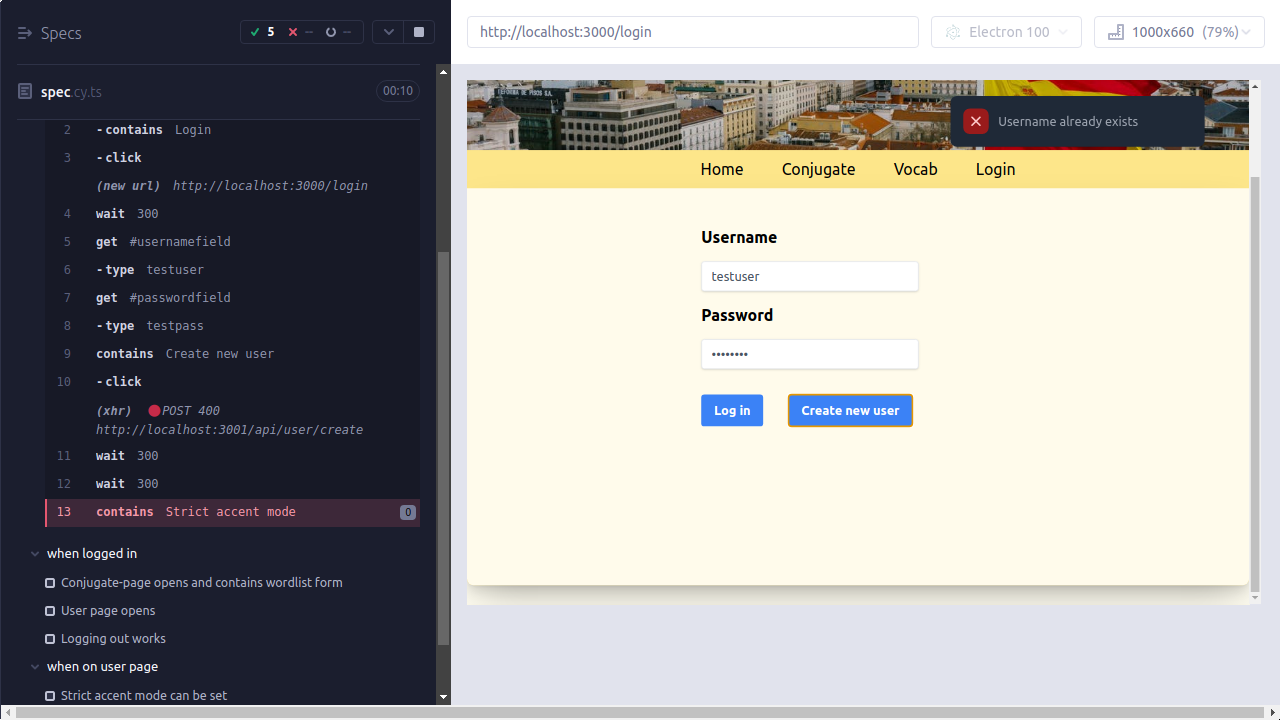 Specs
5
--
--
http://localhost:3000/login
Electron 100
1000x660 (79%)
spec.cy.ts
00:10
2 -contains Login
3 -click
(new url) http://localhost:3000/login
4 wait 300
5 get #usernamefield
6 -type testuser
7 get #passwordfield
8 -type testpass
9 contains Create new user
10 -click
(xhr) POST 400
http://localhost:3001/api/user/create
11 wait 300
12 wait 300
13 contains Strict accent mode 0
when logged in
Conjugate-page opens and contains wordlist form
User page opens
Logging out works
when on user page
Strict accent mode can be set
Username already exists
Home Conjugate Vocab Login
Username
testuser
Password
••••••••
Log in
Create new user